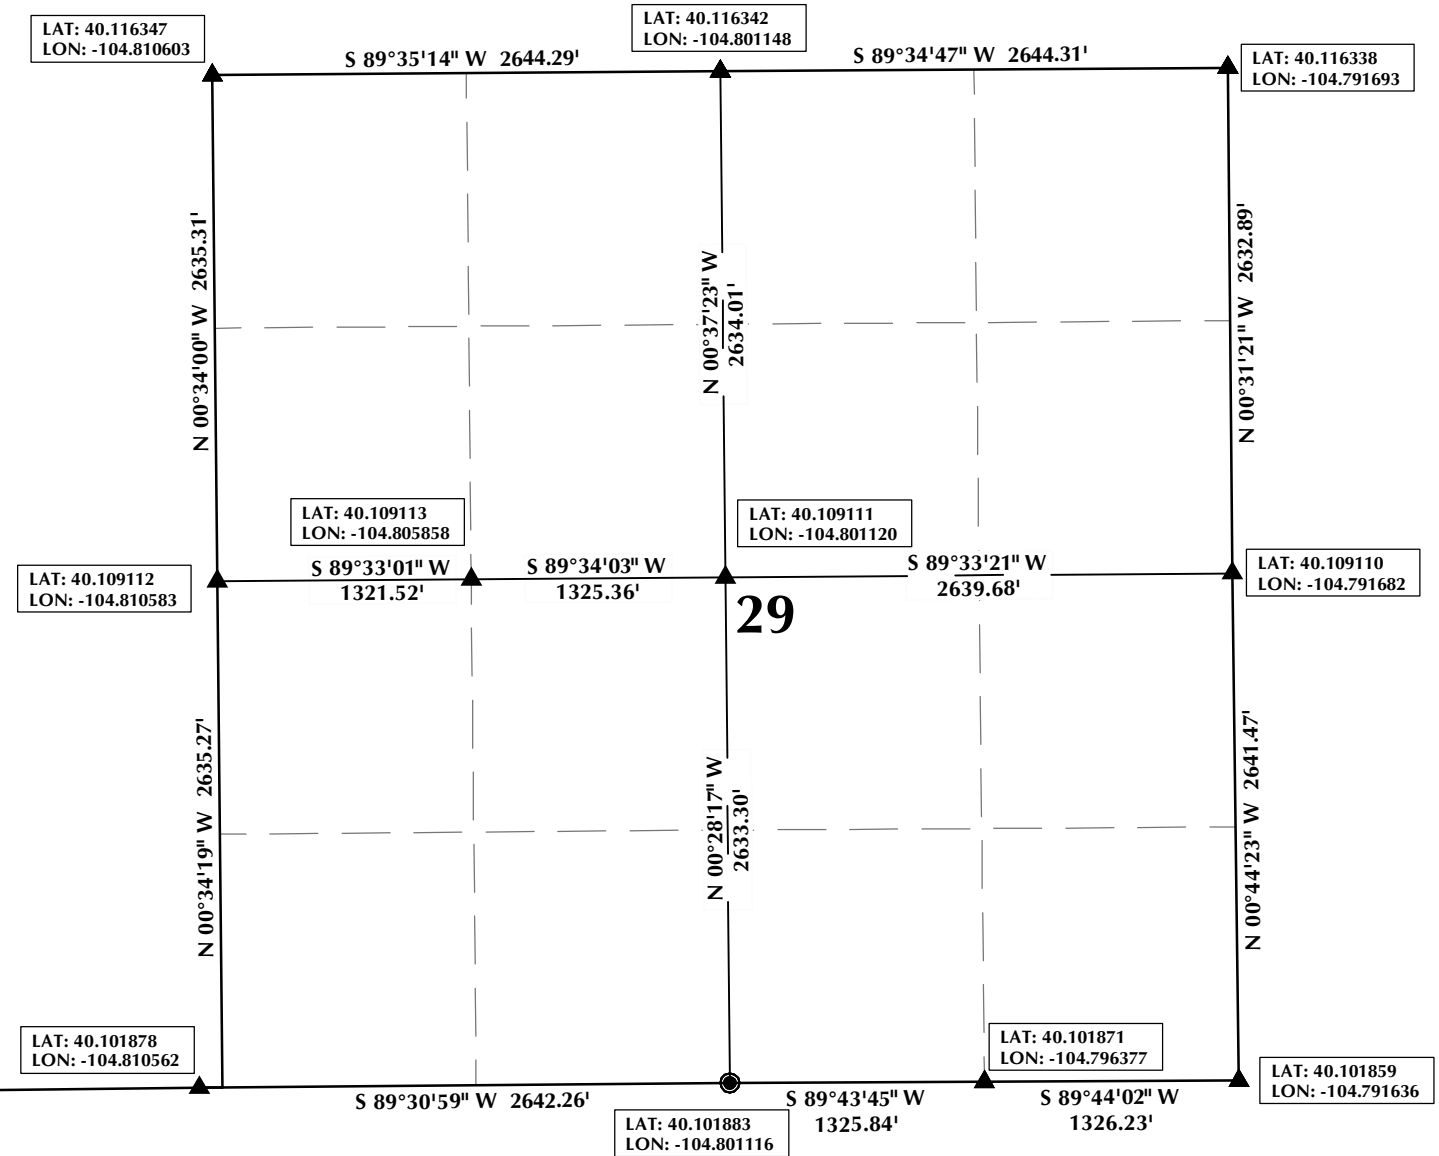 LAT: 40.116347
LON: -104.810603
S 89°35'14" W 2644.29'
LAT: 40.116342
LON: -104.801148
S 89°34'47" W 2644.31'
LAT: 40.116338
LON: -104.791693
N 00°34'00" W 2635.31'
N 00°37'23" W
2634.01'
N 00°31'21" W 2632.89'
LAT: 40.109112
LON: -104.810583
LAT: 40.109113
LON: -104.805858
S 89°33'01" W
1321.52'
S 89°34'03" W
1325.36'
LAT: 40.109111
LON: -104.801120
S 89°33'21" W
2639.68'
LAT: 40.109110
LON: -104.791682
29
N 00°34'19" W 2635.27'
N 00°28'17" W
2633.30'
N 00°44'23" W 2641.47'
LAT: 40.101878
LON: -104.810562
S 89°30'59" W 2642.26'
LAT: 40.101883
LON: -104.801116
S 89°43'45" W
1325.84'
LAT: 40.101871
LON: -104.796377
S 89°44'02" W
1326.23'
LAT: 40.101859
LON: -104.791636